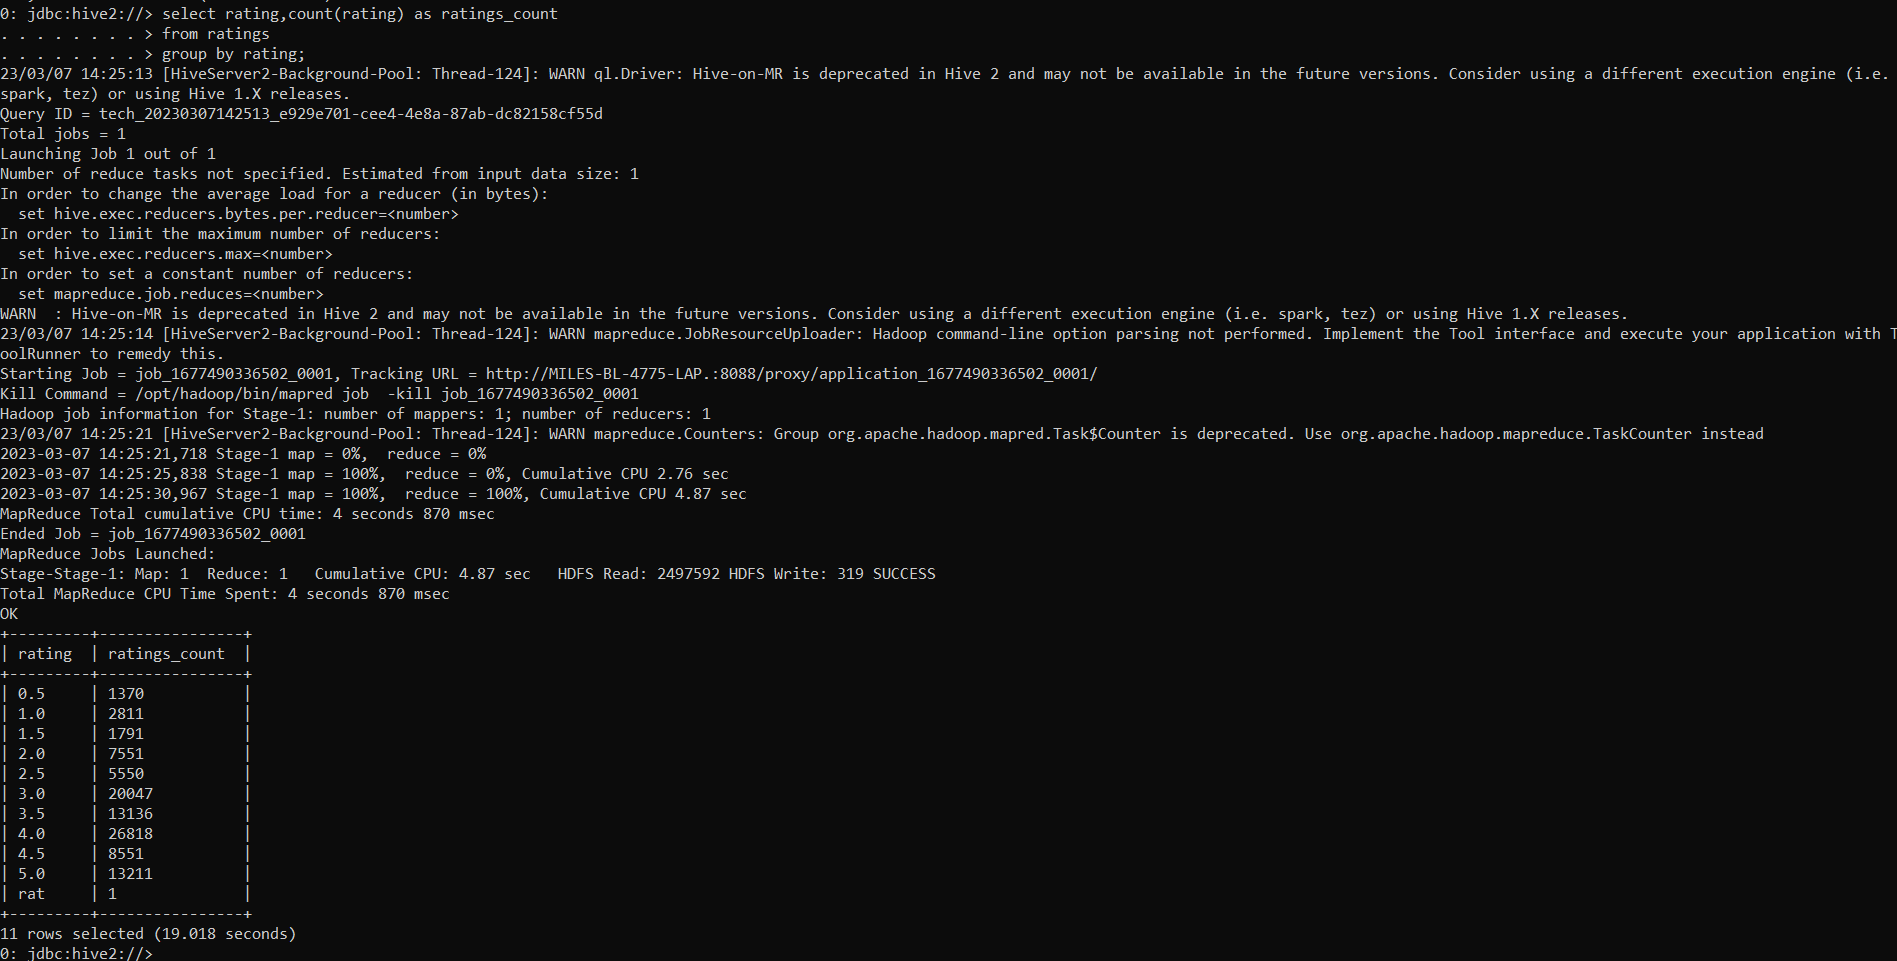 0: jdbc:hive2://> select rating,count(rating) as ratings_count
. . . . . . . . > from ratings
. . . . . . . . > group by rating;
23/03/07 14:25:13 [HiveServer2-Background-Pool: Thread-124]: WARN ql.Driver: Hive-on-MR is deprecated in Hive 2 and may not be available in the future versions. Consider using a different execution engine (i.e.
spark, tez) or using Hive 1.X releases.
Query ID = tech_20230307142513_e929e701-cee4-4e8a-87ab-dc82158cf55d
Total jobs = 1
Launching Job 1 out of 1
Number of reduce tasks not specified. Estimated from input data size: 1
In order to change the average load for a reducer (in bytes):
  set hive.exec.reducers.bytes.per.reducer=<number>
In order to limit the maximum number of reducers:
  set hive.exec.reducers.max=<number>
In order to set a constant number of reducers:
  set mapreduce.job.reduces=<number>
WARN  : Hive-on-MR is deprecated in Hive 2 and may not be available in the future versions. Consider using a different execution engine (i.e. spark, tez) or using Hive 1.X releases.
23/03/07 14:25:14 [HiveServer2-Background-Pool: Thread-124]: WARN mapreduce.JobResourceUploader: Hadoop command-line option parsing not performed. Implement the Tool interface and execute your application with T
oolRunner to remedy this.
Starting Job = job_1677490336502_0001, Tracking URL = http://MILES-BL-4775-LAP.:8088/proxy/application_1677490336502_0001/
Kill Command = /opt/hadoop/bin/mapred job  -kill job_1677490336502_0001
Hadoop job information for Stage-1: number of mappers: 1; number of reducers: 1
23/03/07 14:25:21 [HiveServer2-Background-Pool: Thread-124]: WARN mapreduce.Counters: Group org.apache.hadoop.mapred.Task$Counter is deprecated. Use org.apache.hadoop.mapreduce.TaskCounter instead
2023-03-07 14:25:21,718 Stage-1 map = 0%,  reduce = 0%
2023-03-07 14:25:25,838 Stage-1 map = 100%,  reduce = 0%, Cumulative CPU 2.76 sec
2023-03-07 14:25:30,967 Stage-1 map = 100%,  reduce = 100%, Cumulative CPU 4.87 sec
MapReduce Total cumulative CPU time: 4 seconds 870 msec
Ended Job = job_1677490336502_0001
MapReduce Jobs Launched:
Stage-Stage-1: Map: 1  Reduce: 1   Cumulative CPU: 4.87 sec   HDFS Read: 2497592 HDFS Write: 319 SUCCESS
Total MapReduce CPU Time Spent: 4 seconds 870 msec
OK
+---------+----------------+
| rating  | ratings_count  |
+---------+----------------+
| 0.5     | 1370           |
| 1.0     | 2811           |
| 1.5     | 1791           |
| 2.0     | 7551           |
| 2.5     | 5550           |
| 3.0     | 20047          |
| 3.5     | 13136          |
| 4.0     | 26818          |
| 4.5     | 8551           |
| 5.0     | 13211          |
| rat     | 1              |
+---------+----------------+
11 rows selected (19.018 seconds)
0: jdbc:hive2://>